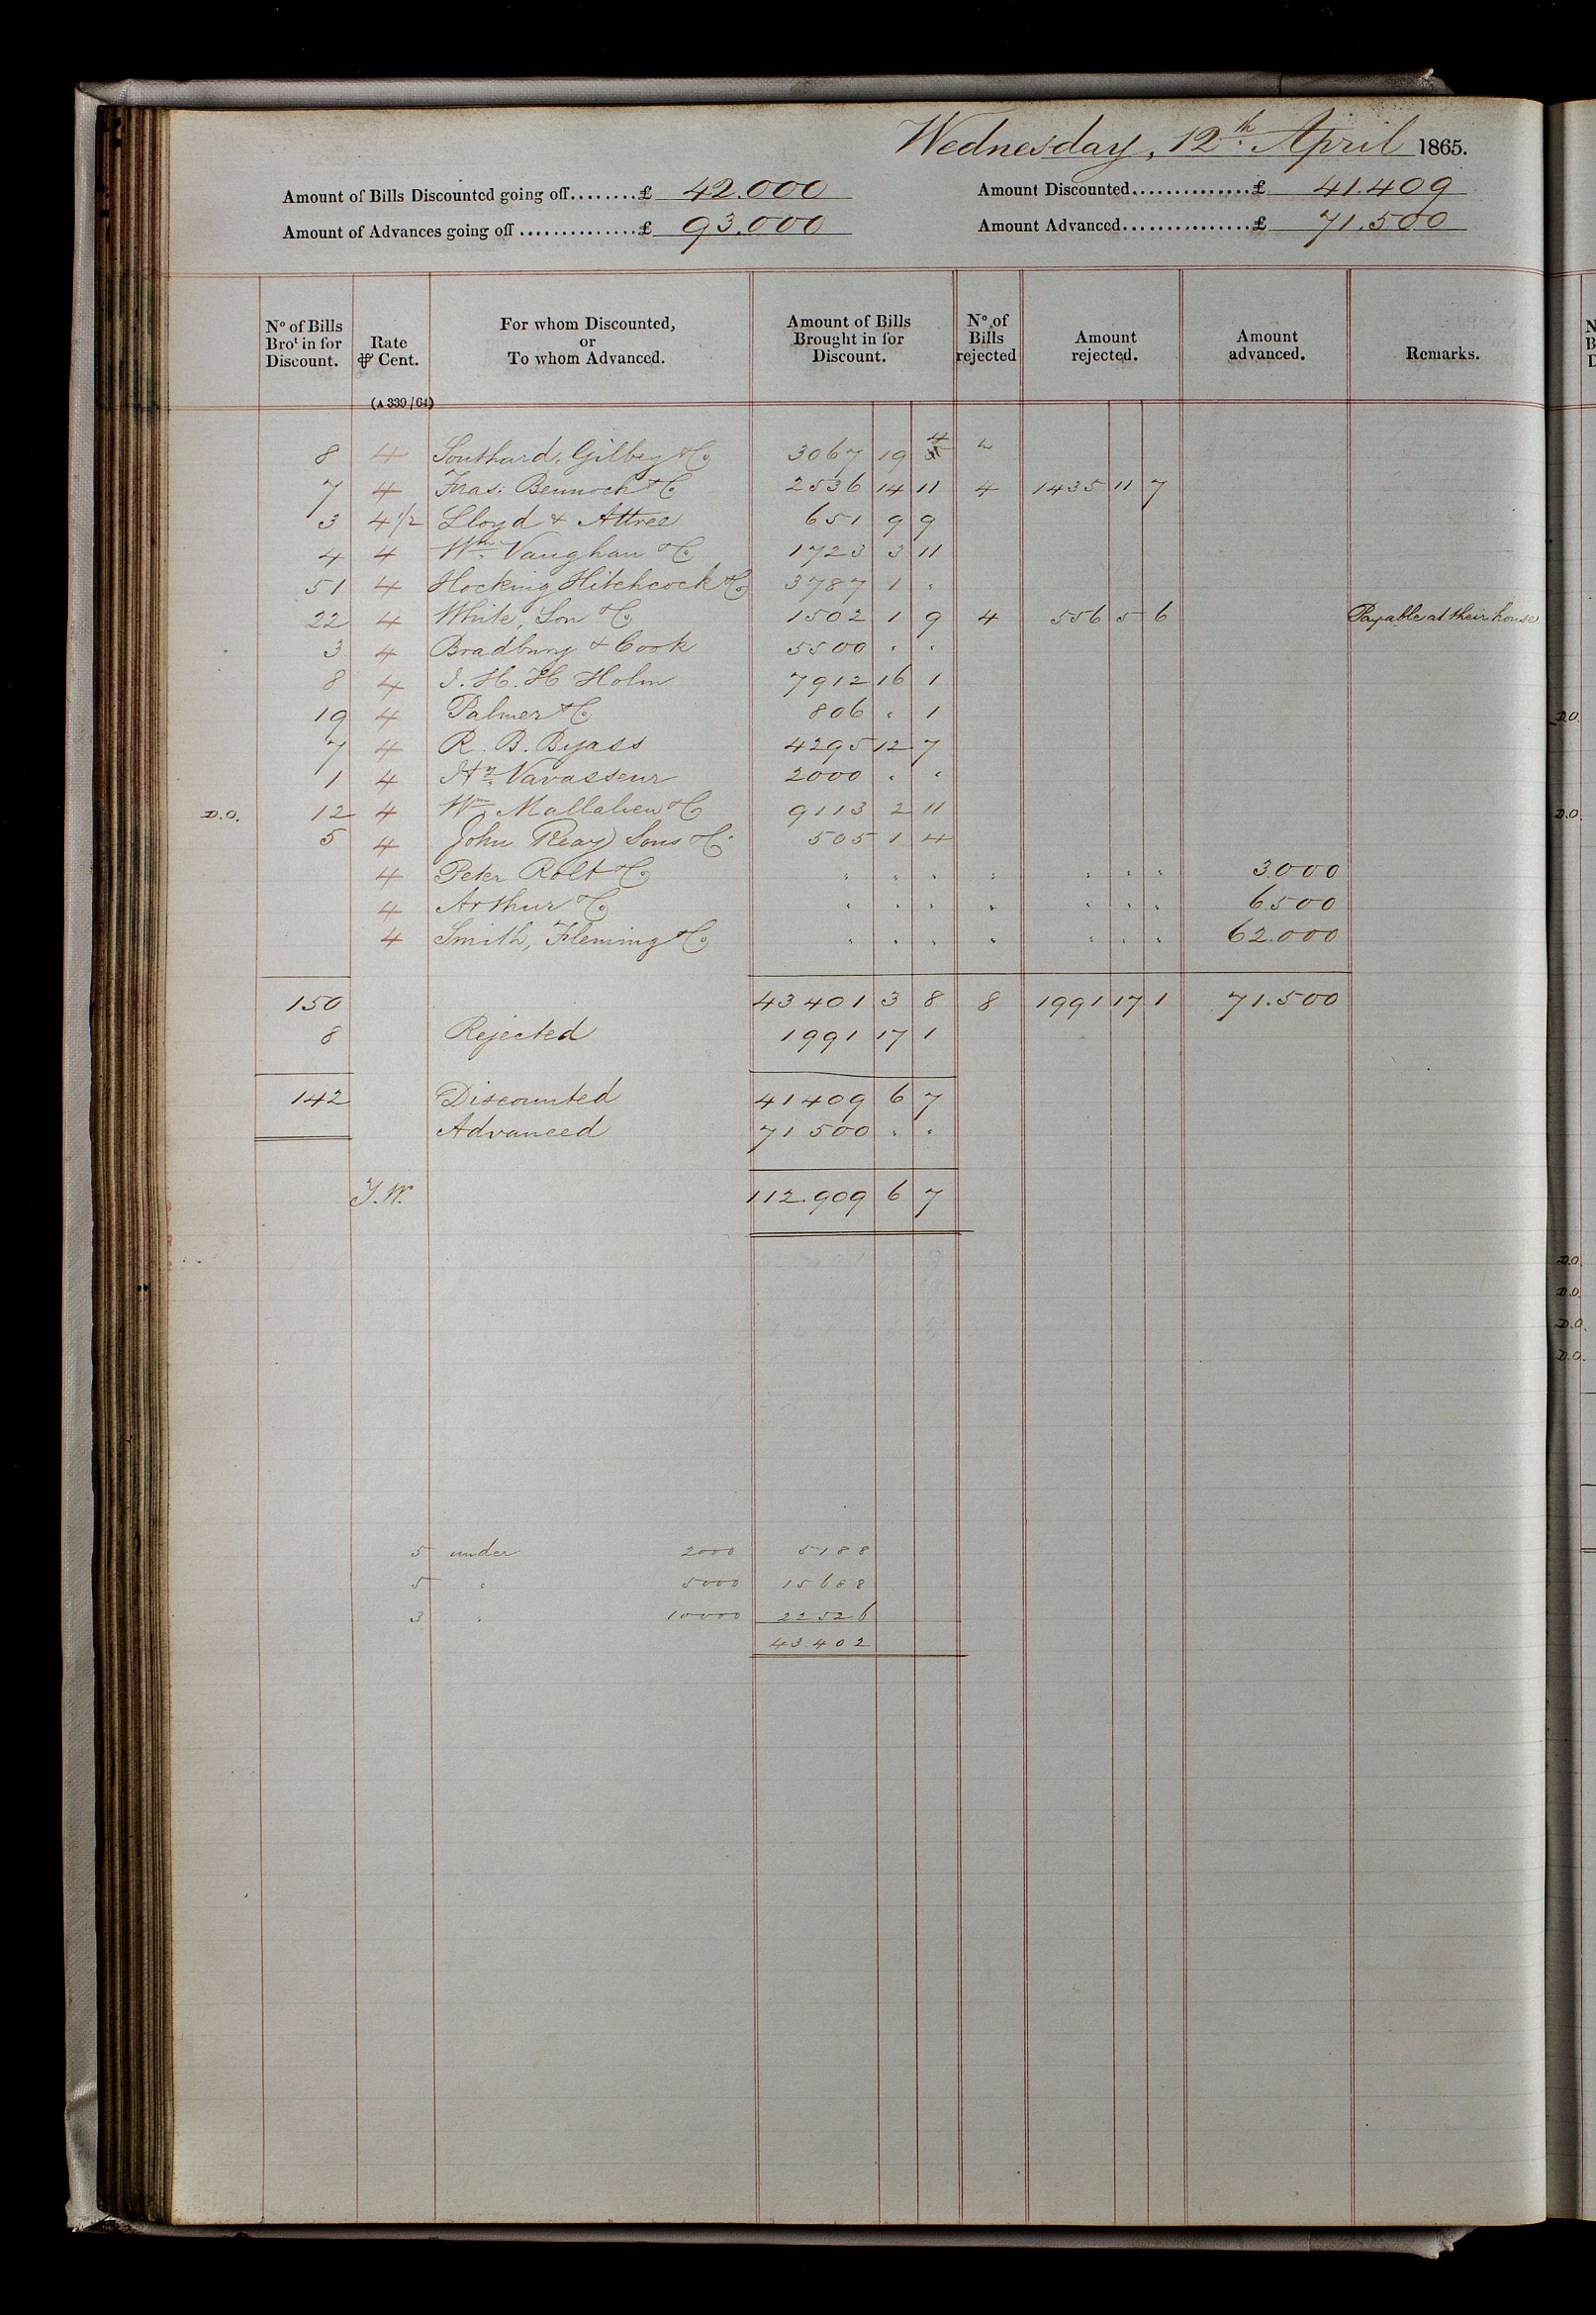 Wednesday, 12th. April 1865.
Amount of Bills Discounted going off........£ 42.000 Amount Discounted..............£ 41.409
Amount of Advances going off..............£ 93.000 Amount Advanced...............£ 71.500
No of Bills Brot in for Discount. Rate ⅌ Cent. For whom Discounted, or To whom Advanced. Amount of Bills Brought in for Discount. No of Bills rejected Amount rejected. Amount advanced. Remarks.
(A 339/64)
8 4 Southard, Gilbey & Co 3067 19 4
7 4 Fras. Bennoch & Co 2536 14 11 4 1435 11 7
3 4 1/2 Lloyd & Attree 651 9 9
4 4 Wm. Vaughan & Co 1723 3 11
51 4 Hocking Hitchcock & Co 3787 1 "
22 4 White, Son & Co 1502 1 9 4 556 5 6 Payable at their house
3 4 Bradbury & Cook 5500 " "
8 4 J. H. H Holm 7912 16 1
19 4 Palmer & Co 806 " 1
7 4 R. B. Byass 4295 12 7
1 4 Hy. Vavasseur 2000 " "
D.O. 12 4 Wm Mallalieu & Co 9113 2 11
5 4 John Reay Sons & Co 505 1 4
4 Peter Rolt & Co " " " " " " " 3000
4 Arthur & Co " " " " " " " 6500
4 Smith, Fleming & Co " " " " " " " 62.000
150 43401 3 8 8 1991 17 1 71.500
8 Rejected 1991 17 1
142 Discounted 41409 6 7
Advanced 71500 " "
J.W. 112.909 6 7
5 under 2000 5188
5 " 5000 15688
3 " 10000 22526
43.402
D.O.
D.O.
D.O.
D.O.
D.O.
D.O.